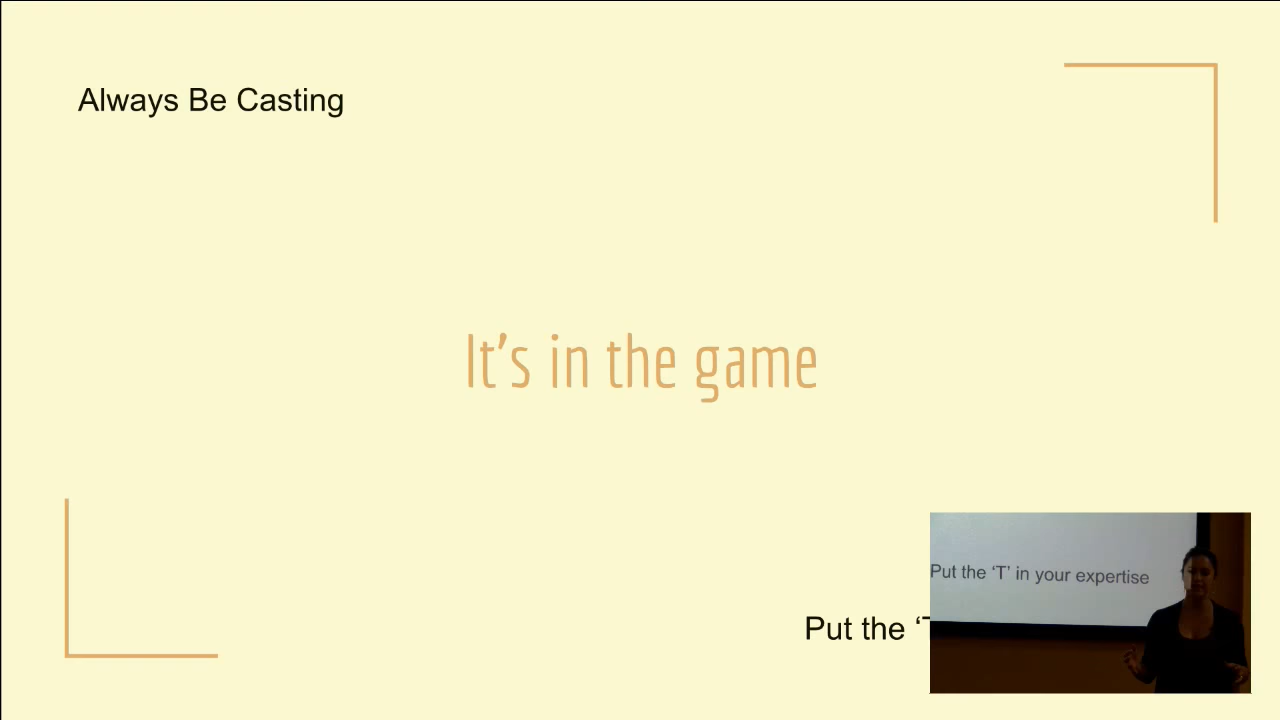 Always Be Casting
It's in the game
Put the ‘T
Put the ‘T’ in your expertise